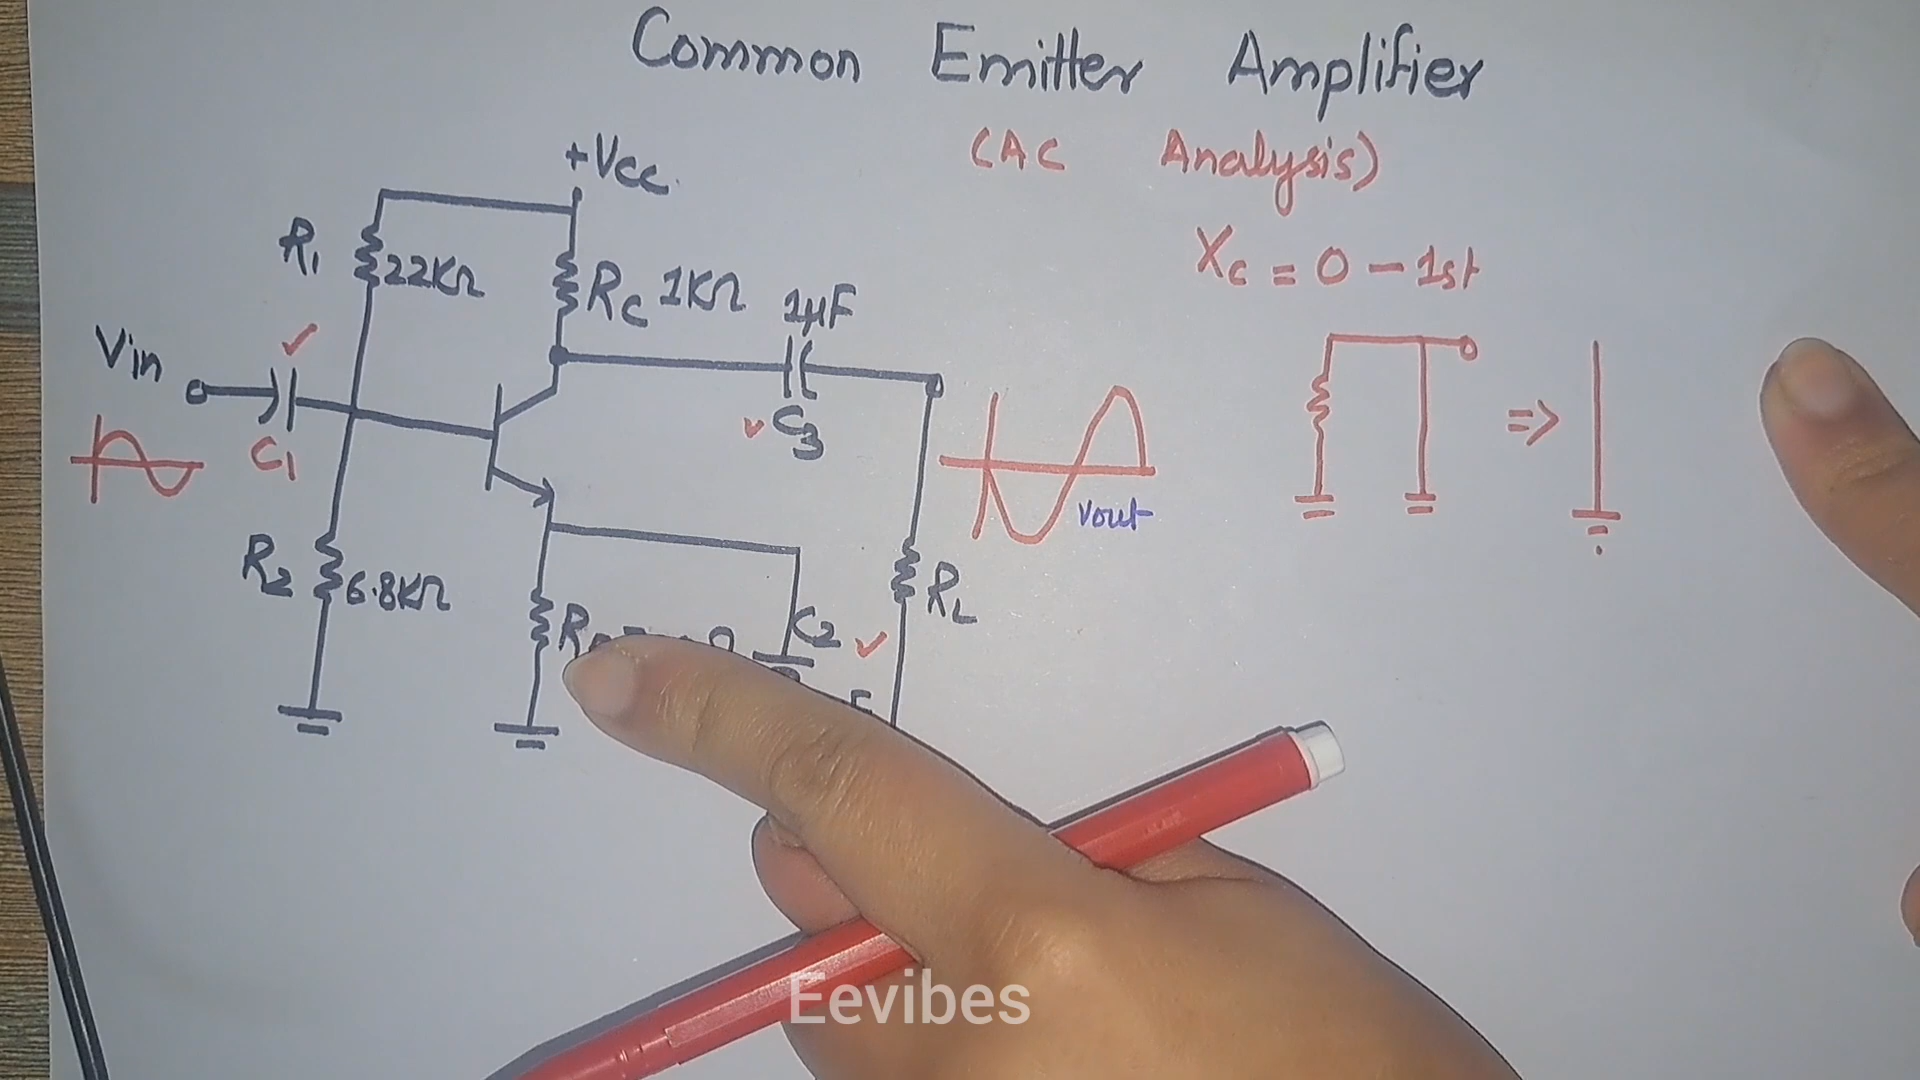 Common Emitter Amplifier
(AC Analysis)
+Vcc
Xc = 0 - 1st
R1
22KΩ
Rc 1KΩ
1µF
Vin
C1
C3
Vout
R2
6.8KΩ
RL
C2
Eevibes